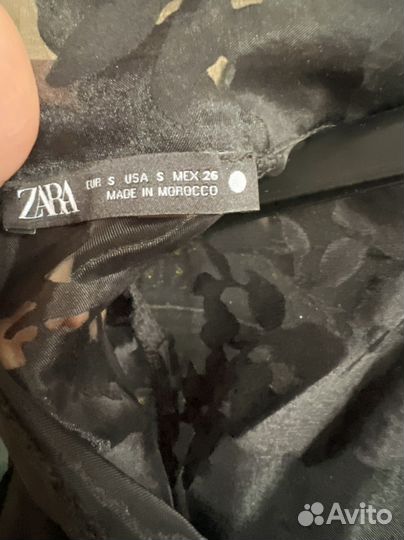 ZARA
EUR S USA S MEX 26
MADE IN MOROCCO
Avito